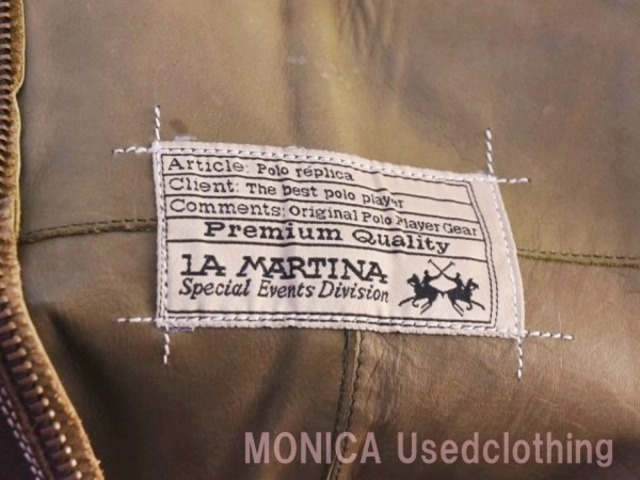 Article: Polo replica
Client: The best polo player
Comments: Original Polo Player Gear
Premium Quality
LA MARTINA
Special Events Division
MONICA Usedclothing